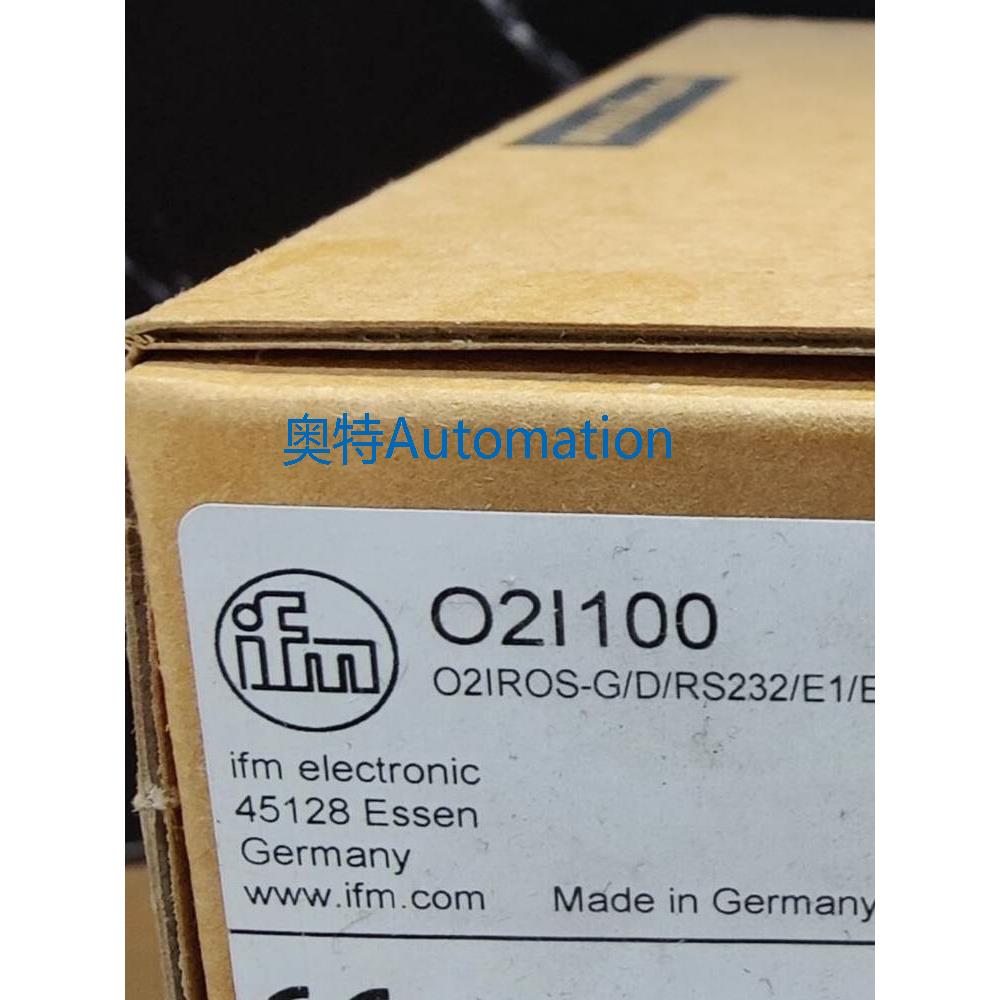 奥特Automation
ifm
O2I100
O2IROS-G/D/RS232/E1/
ifm electronic
45128 Essen
Germany
www.ifm.com
Made in Germany
CE